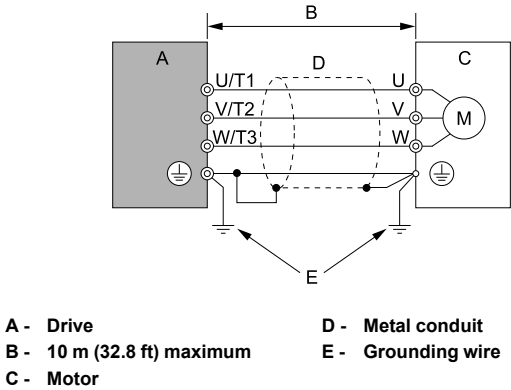 B
A
D
C
U/T1
U
V/T2
V
M
W/T3
W
E
A - Drive
B - 10 m (32.8 ft) maximum
C - Motor
D - Metal conduit
E - Grounding wire